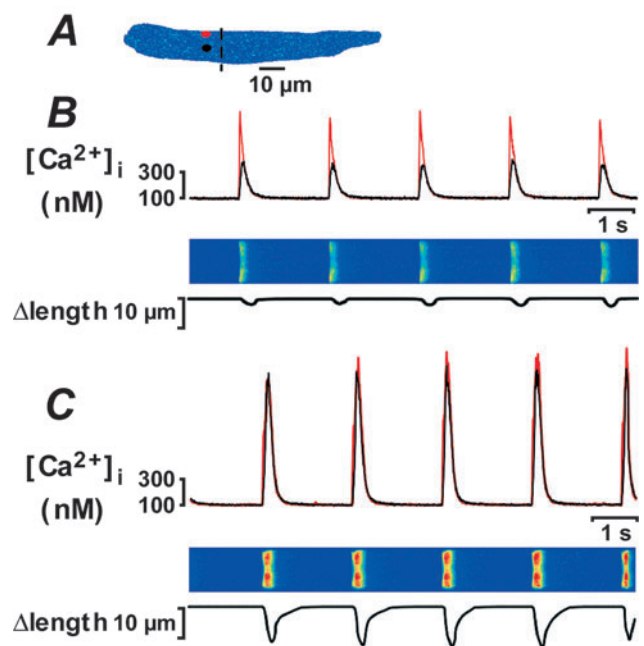 A
10 µm
B
[Ca²⁺]ᵢ
(nM)
300
100
1 s
Δlength 10 µm
C
[Ca²⁺]ᵢ
(nM)
300
100
1 s
Δlength 10 µm